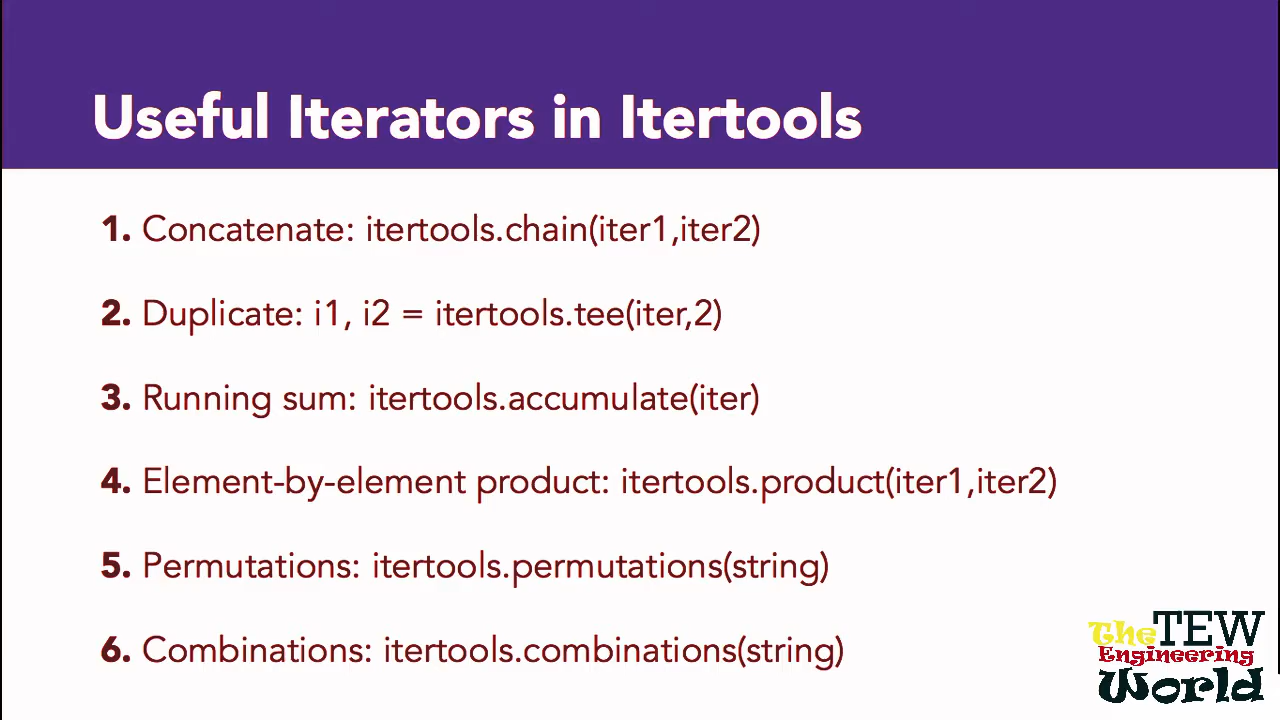 Useful Iterators in Itertools
1. Concatenate: itertools.chain(iter1,iter2)
2. Duplicate: i1, i2 = itertools.tee(iter,2)
3. Running sum: itertools.accumulate(iter)
4. Element-by-element product: itertools.product(iter1,iter2)
5. Permutations: itertools.permutations(string)
6. Combinations: itertools.combinations(string)
The TEW
Engineering
World